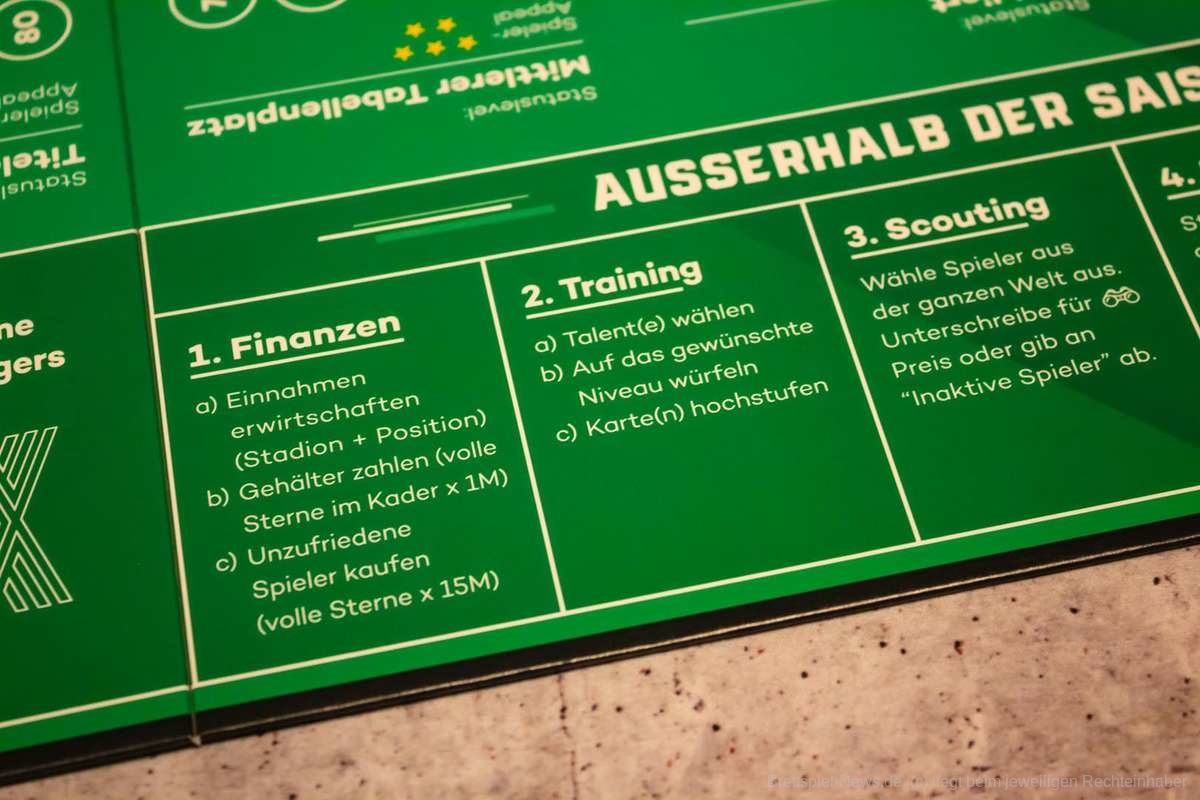 80
Spieler-
Appeal
Statuslevel:
Mittlerer Tabellenplatz
Spieler-
Appeal
Statuslevel:
AUSSERHALB DER SAIS
ne
gers
1. Finanzen
a) Einnahmen
erwirtschaften
(Stadion + Position)
b) Gehälter zahlen (volle
Sterne im Kader x 1M)
c) Unzufriedene
Spieler kaufen
(volle Sterne x 15M)
2. Training
a) Talent(e) wählen
b) Auf das gewünschte
Niveau würfeln
c) Karte(n) hochstufen
3. Scouting
Wähle Spieler aus
der ganzen Welt aus.
Unterschreibe für
Preis oder gib an
“Inaktive Spieler” ab.
4.